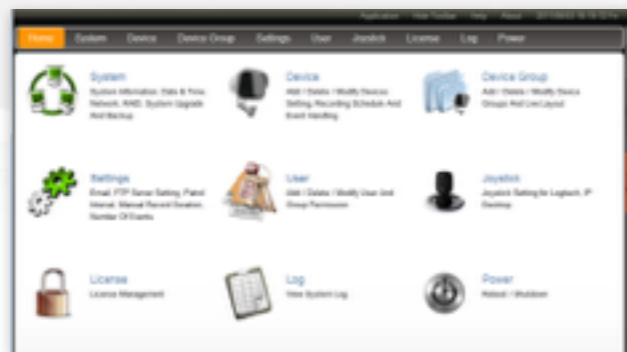 Application Hide Toolbar Help About
Home System Device Device Group Settings User Joystick License Log Power
System
System Information, Date & Time,
Network, RAID, System Upgrade
And Backup
Device
Add / Delete / Modify Devices
Setting, Recording Schedule And
Event Handling
Device Group
Add / Delete / Modify Device
Groups And Live Layout
Settings
Email, FTP Server Setting, Patrol
Interval, Manual Record Duration,
Number Of Events
User
Add / Delete / Modify User And
Group Permission
Joystick
Joystick Setting for Logitech, IP
Desktop
License
License Management
Log
View System Log
Power
Reboot / Shutdown